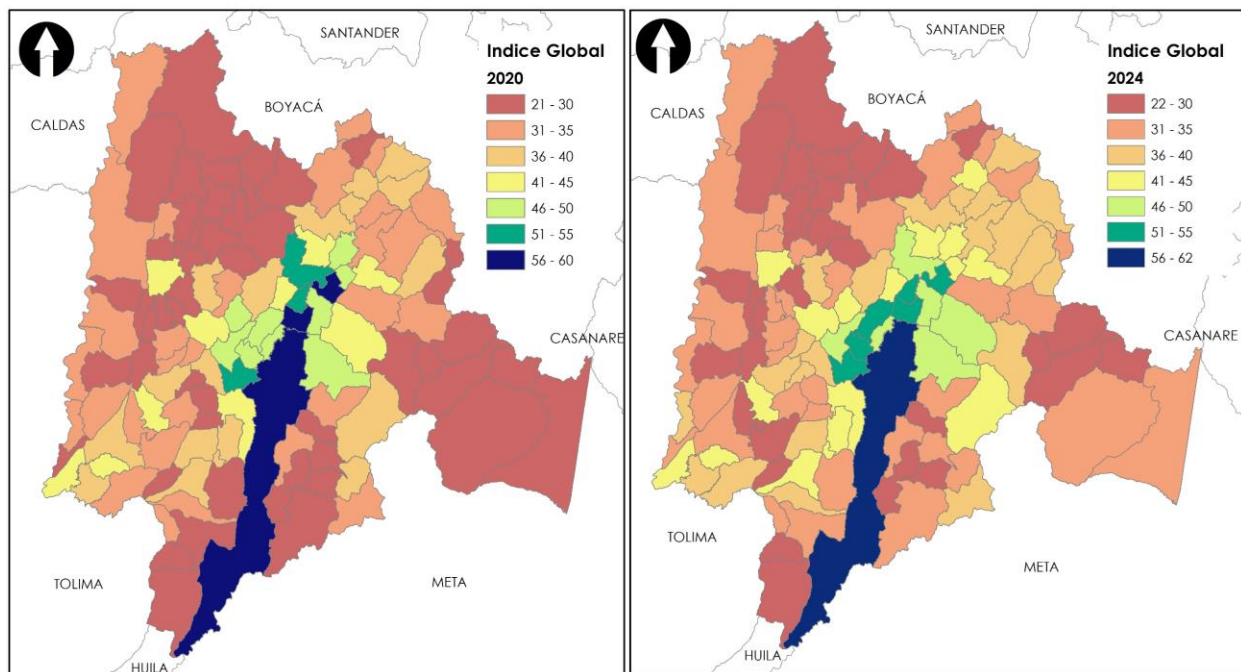 SANTANDER
Indice Global
2020
21 - 30
31 - 35
36 - 40
41 - 45
46 - 50
51 - 55
56 - 60
BOYACÁ
CALDAS
CASANARE
TOLIMA
META
HUILA
SANTANDER
Indice Global
2024
22 - 30
31 - 35
36 - 40
41 - 45
46 - 50
51 - 55
56 - 62
BOYACÁ
CALDAS
CASANARE
TOLIMA
META
HUILA